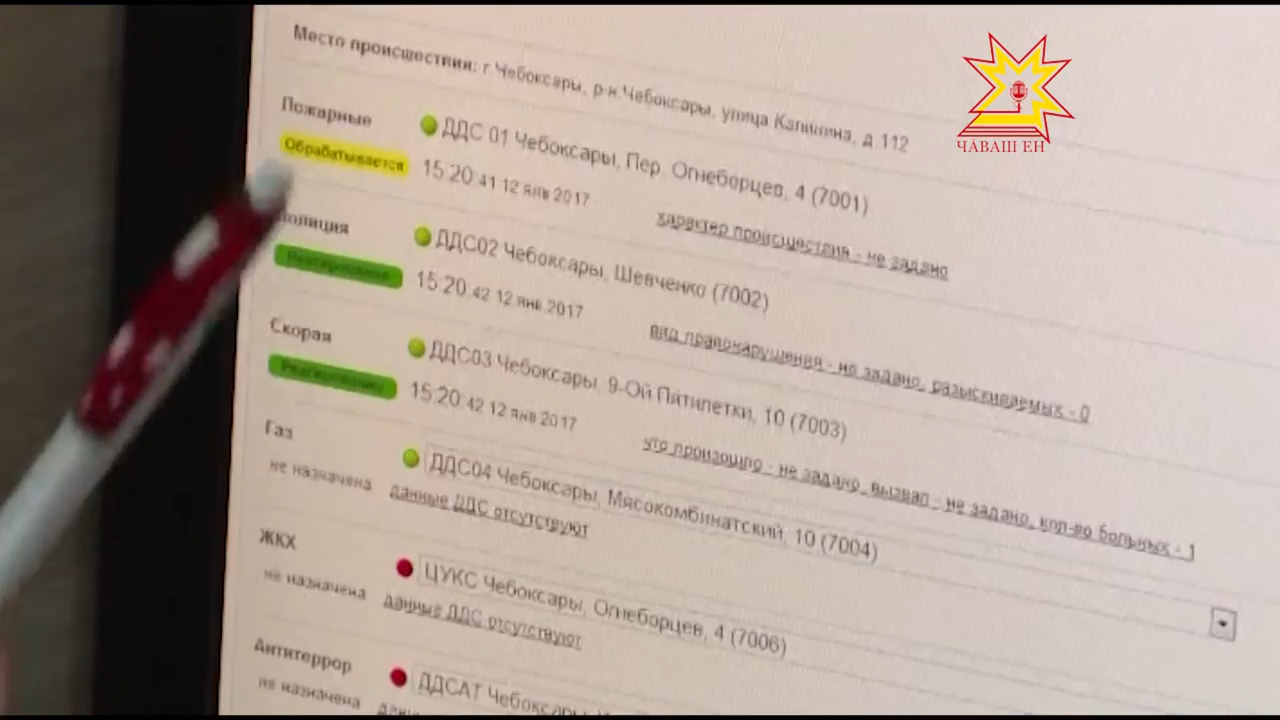 Место происшествия: г.Чебоксары, р-н.Чебоксары, улица Калинина, д.112
ЧӐВАШ ЕН
Пожарные
ДДС 01 Чебоксары, Пер. Огнеборцев, 4 (7001)
Обрабатывается
15:20:41 12 янв 2017
характер происшествия - не задано
полиция
ДДС02 Чебоксары, Шевченко (7002)
Реагирование
15:20:42 12 янв 2017
вид правонарушения - не задано, разыскиваемых - 0
Скорая
ДДС03 Чебоксары, 9-Ой Пятилетки, 10 (7003)
Реагирование
15:20:42 12 янв 2017
что произошло - не задано, вызвал - не задано, кол-во больных - 1
Газ
ДДС04 Чебоксары, Мясокомбинатский, 10 (7004)
не назначена
данные ДДС отсутствуют
ЖКХ
ЦУКС Чебоксары, Огнеборцев, 4 (7006)
не назначена
данные ДДС отсутствуют
Антитеррор
ДДСАТ Чебоксары,
не назначена